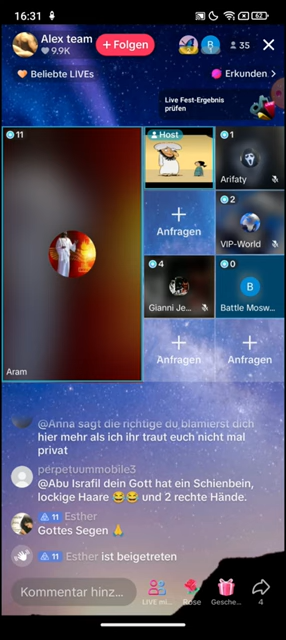 16:31
62
Alex team
9.9K
+ Folgen
B
35
Beliebte LIVEs
Erkunden >
Live Fest-Ergebnis
prüfen
11
Host
1
Arifaty
Anfragen
2
VIP-World
4
Gianni Je...
0
B
Battle Mosw...
Aram
Anfragen
Anfragen
@Anna sagt die richtige du blamierst dich
hier mehr als ich ihr traut euch nicht mal
privat
perpetuummobile3
@Abu Israfil dein Gott hat ein Schienbein,
lockige Haare 😂😂 und 2 rechte Hände.
11 Esther
Gottes Segen 🙏
11 Esther ist beigetreten
Kommentar hinz...
LIVE mi...
Rose
Gesche...
4